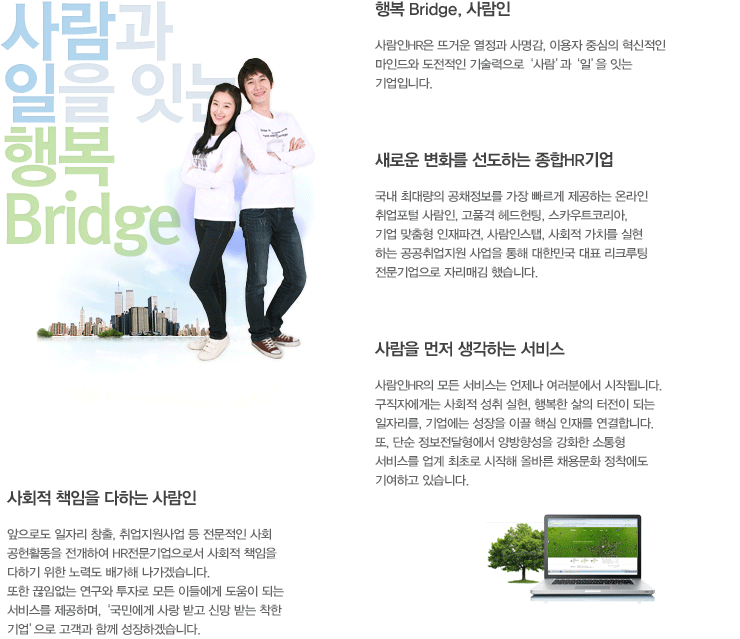 사람과
일을 잇는
행복
Bridge
행복 Bridge, 사람인
사람인HR은 뜨거운 열정과 사명감, 이용자 중심의 혁신적인
마인드와 도전적인 기술력으로 '사람'과 '일'을 잇는
기업입니다.
새로운 변화를 선도하는 종합HR기업
국내 최대량의 공채정보를 가장 빠르게 제공하는 온라인
취업포털 사람인, 고품격 헤드헌팅, 스카우트코리아,
기업 맞춤형 인재파견, 사람인스탭, 사회적 가치를 실현
하는 공공취업지원 사업을 통해 대한민국 대표 리크루팅
전문기업으로 자리매김 했습니다.
사람을 먼저 생각하는 서비스
사람인HR의 모든 서비스는 언제나 여러분에서 시작됩니다.
구직자에게는 사회적 성취 실현, 행복한 삶의 터전이 되는
일자리를, 기업에는 성장을 이끌 핵심 인재를 연결합니다.
또, 단순 정보전달형에서 양방향성을 강화한 소통형
서비스를 업계 최초로 시작해 올바른 채용문화 정착에도
기여하고 있습니다.
사회적 책임을 다하는 사람인
앞으로도 일자리 창출, 취업지원사업 등 전문적인 사회
공헌활동을 전개하여 HR전문기업으로서 사회적 책임을
다하기 위한 노력도 배가해 나가겠습니다.
또한 끊임없는 연구와 투자로 모든 이들에게 도움이 되는
서비스를 제공하며, '국민에게 사랑 받고 신망 받는 착한
기업'으로 고객과 함께 성장하겠습니다.